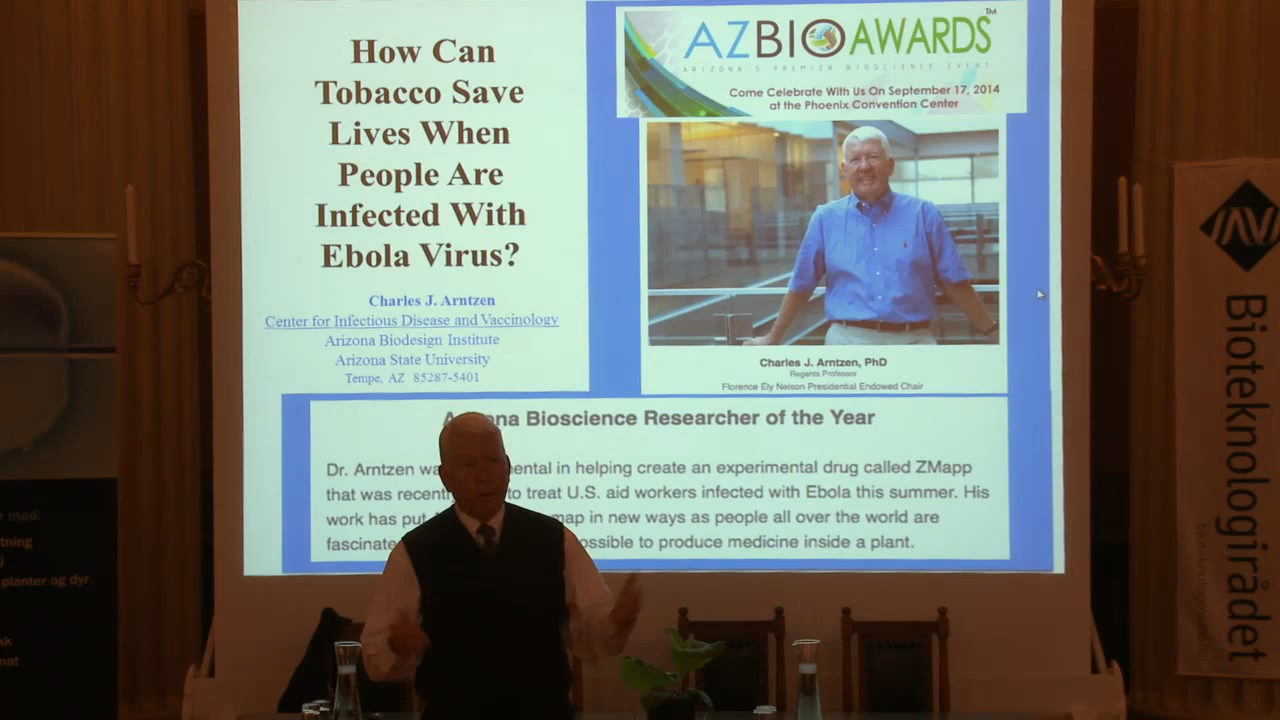 How Can
Tobacco Save
Lives When
People Are
Infected With
Ebola Virus?
Charles J. Arntzen
Center for Infectious Disease and Vaccinology
Arizona Biodesign Institute
Arizona State University
Tempe, AZ 85287-5401
AZBIO AWARDS™
ARIZONA'S PREMIER BIOSCIENCE EVENT
Come Celebrate With Us On September 17, 2014
at the Phoenix Convention Center
Charles J. Arntzen, PhD
Regents Professor
Florence Ely Nelson Presidential Endowed Chair
Bioscience Researcher of the Year
Dr. Arntzen to in helping create an experimental drug called ZMapp
that was to treat U.S. aid workers infected with Ebola this summer. His
work has put map in new ways as people all over the world are
to produce medicine inside a plant.
r med:
tning
planter og dyr
Bioteknologirådet